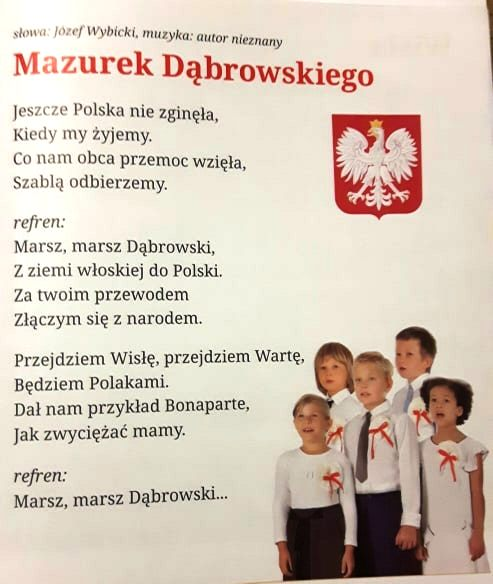 słowa: Józef Wybicki, muzyka: autor nieznany
Mazurek Dąbrowskiego
Jeszcze Polska nie zginęła,
Kiedy my żyjemy.
Co nam obca przemoc wzięła,
Szablą odbierzemy.
refren:
Marsz, marsz Dąbrowski,
Z ziemi włoskiej do Polski.
Za twoim przewodem
Złączym się z narodem.
Przejdziem Wisłę, przejdziem Wartę,
Będziem Polakami.
Dał nam przykład Bonaparte,
Jak zwyciężać mamy.
refren:
Marsz, marsz Dąbrowski...